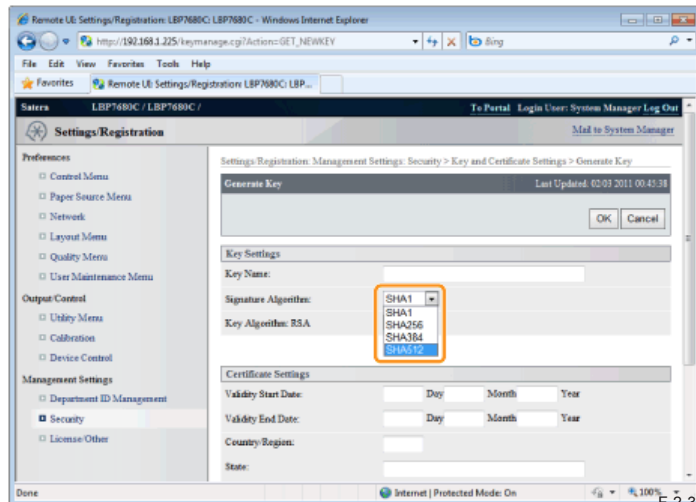 Remote UI: Settings/Registration: LBP7680C: LBP7680C - Windows Internet Explorer
http://192.168.1.225/keymanage.cgi?Action=GET_NEWKEY
Bing
File Edit View Favorites Tools Help
Favorites
Remote UI: Settings/Registration: LBP7680C: LBP...
Satera LBP7680C / LBP7680C /
To Portal Login User: System Manager Log Out
Settings/Registration
Mail to System Manager
Preferences
Control Menu
Paper Source Menu
Network
Layout Menu
Quality Menu
User Maintenance Menu
Output/Control
Utility Menu
Calibration
Device Control
Management Settings
Department ID Management
Security
License/Other
Settings/Registration: Management Settings: Security > Key and Certificate Settings > Generate Key
Generate Key
Last Updated: 02/03 2011 00:45:38
OK Cancel
Key Settings
Key Name:
Signature Algorithm: SHA1
SHA1
SHA256
SHA384
SHA512
Key Algorithm: RSA
Certificate Settings
Validity Start Date: Day Month Year
Validity End Date: Day Month Year
Country/Region:
State:
Done
Internet | Protected Mode: On
100%